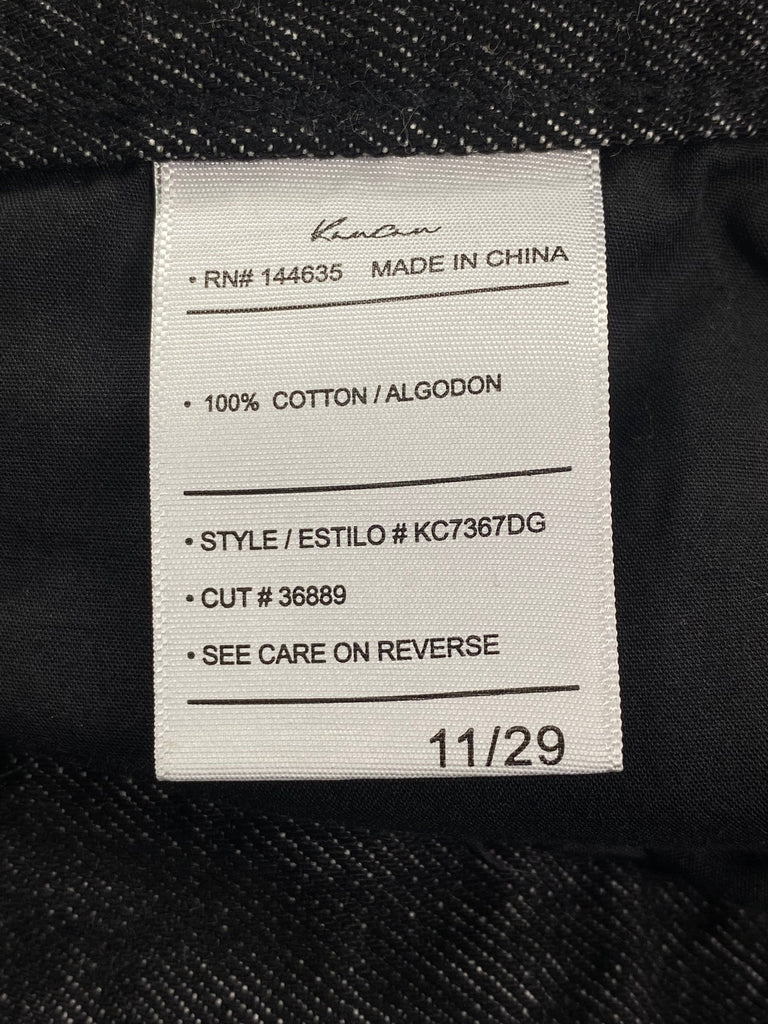 Kancan
• RN# 144635 MADE IN CHINA
• 100% COTTON / ALGODON
• STYLE / ESTILO # KC7367DG
• CUT # 36889
• SEE CARE ON REVERSE
11/29